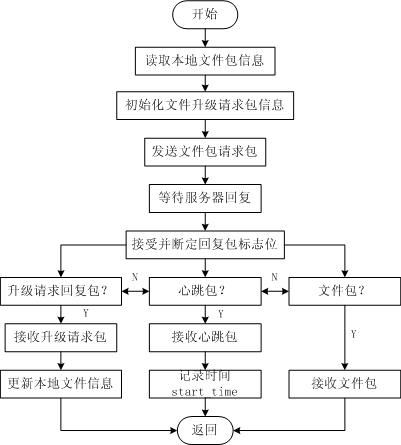 开始
读取本地文件包信息
初始化文件升级请求包信息
发送文件包请求包
等待服务器回复
接受并断定回复包标志位
升级请求回复包？
N
心跳包？
N
文件包？
Y
Y
Y
接收升级请求包
接收心跳包
更新本地文件信息
记录时间
start time
接收文件包
返回